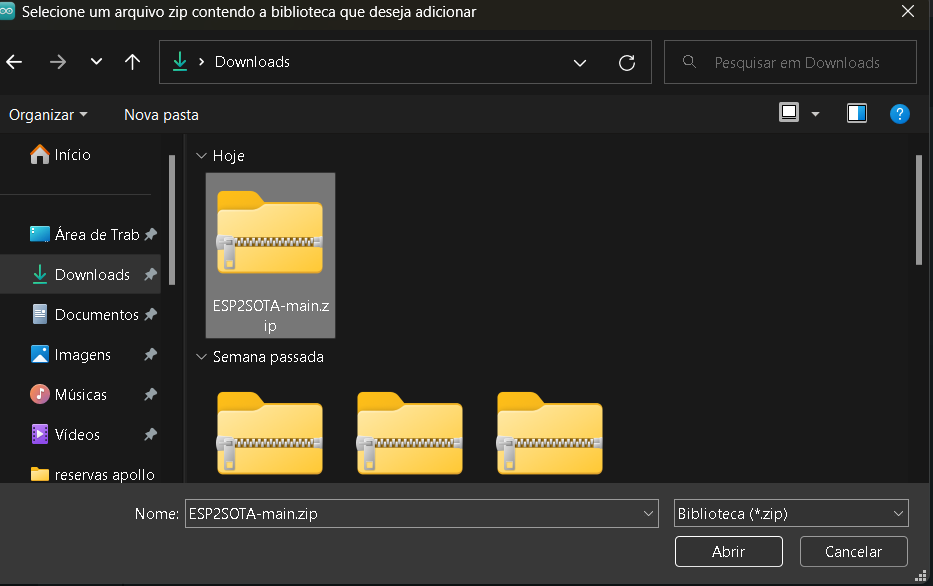 Selecione um arquivo zip contendo a biblioteca que deseja adicionar
Downloads
Pesquisar em Downloads
Organizar
Nova pasta
?
Início
Área de Trab
Downloads
Documentos
Imagens
Músicas
Vídeos
reservas apollo
Hoje
ESP2SOTA-main.z
ip
Semana passada
Nome:
ESP2SOTA-main.zip
Biblioteca (*.zip)
Abrir
Cancelar